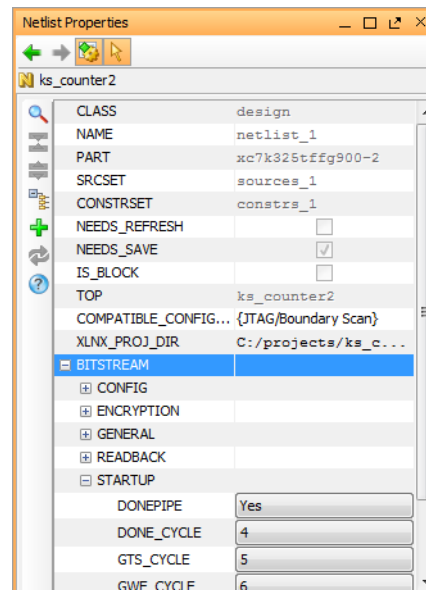 Netlist Properties
ks_counter2
CLASS design
NAME netlist_1
PART xc7k325tffg900-2
SRCSET sources_1
CONSTRSET constrs_1
NEEDS_REFRESH
NEEDS_SAVE
IS_BLOCK
TOP ks_counter2
COMPATIBLE_CONFIG... {JTAG/Boundary Scan}
XLNX_PROJ_DIR C:/projects/ks_c...
BITSTREAM
CONFIG
ENCRYPTION
GENERAL
READBACK
STARTUP
DONEPIPE Yes
DONE_CYCLE 4
GTS_CYCLE 5
GWE_CYCLE 6